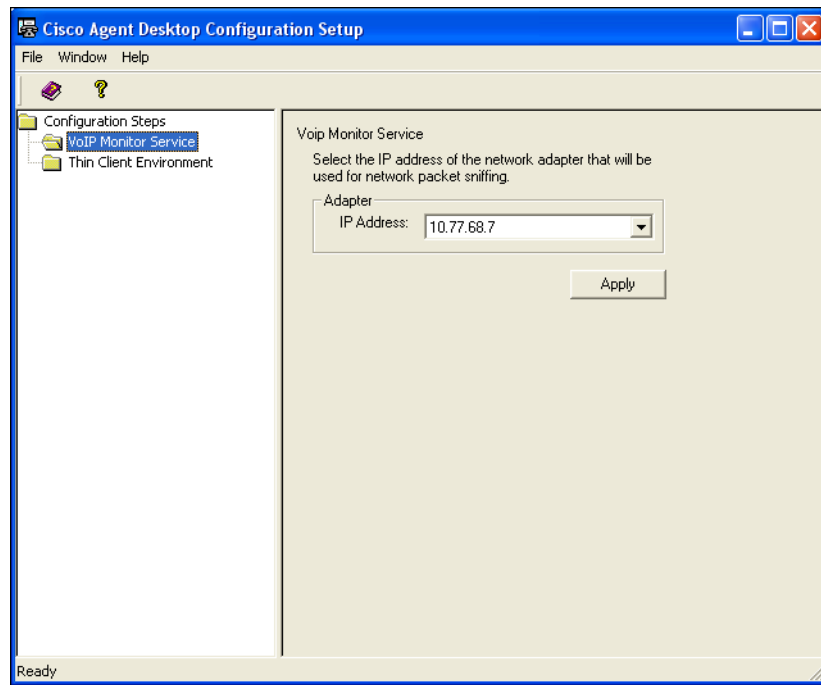 Cisco Agent Desktop Configuration Setup
File Window Help
Configuration Steps
VoIP Monitor Service
Thin Client Environment
Voip Monitor Service
Select the IP address of the network adapter that will be
used for network packet sniffing.
Adapter
IP Address: 10.77.68.7
Apply
Ready